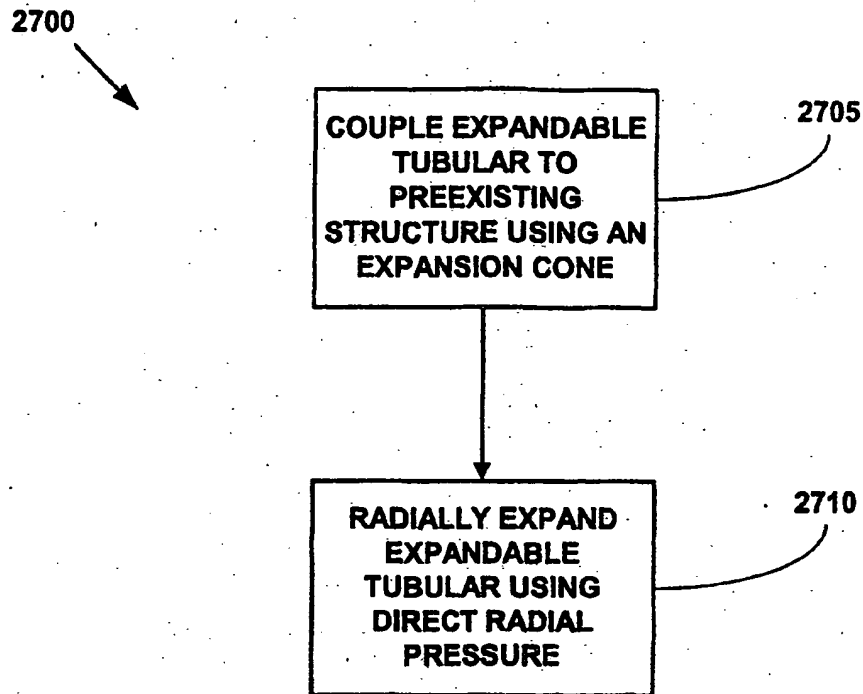 2700
COUPLE EXPANDABLE
TUBULAR TO
PREEXISTING
STRUCTURE USING AN
EXPANSION CONE
2705
RADIALLY EXPAND
EXPANDABLE
TUBULAR USING
DIRECT RADIAL
PRESSURE
2710